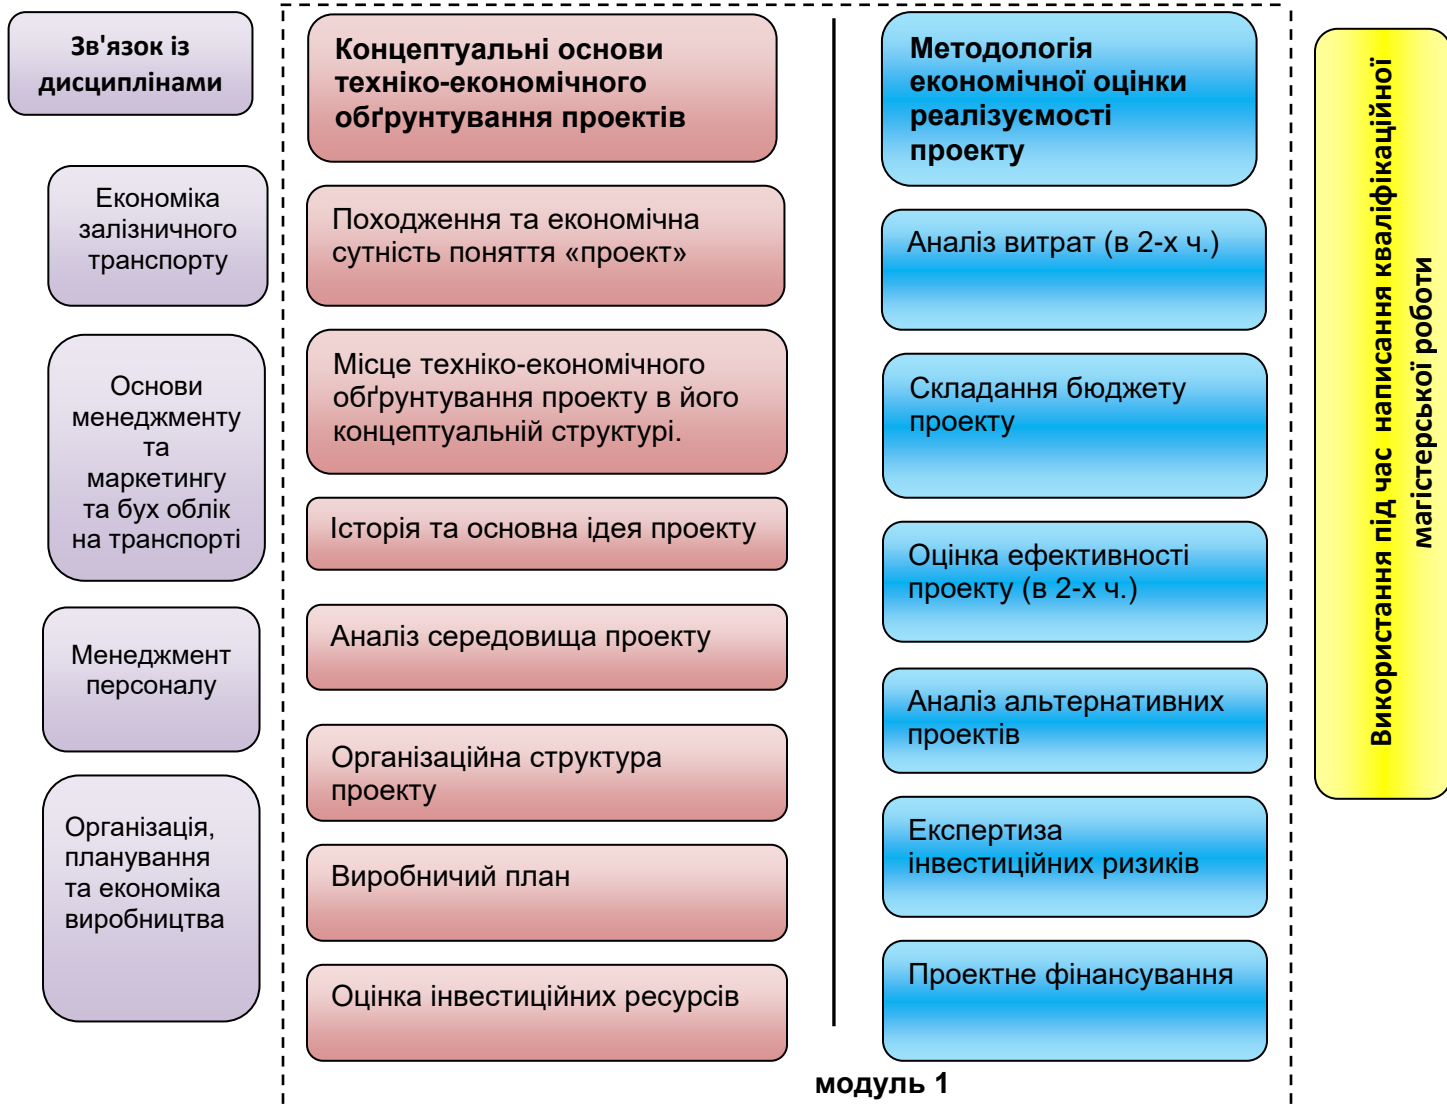 Зв'язок із
дисциплінами
Економіка
залізничного
транспорту
Основи
менеджменту
та
маркетингу
та бух облік
на транспорті
Менеджмент
персоналу
Організація,
планування
та економіка
виробництва
Концептуальні основи
техніко-економічного
обґрунтування проектів
Походження та економічна
сутність поняття «проект»
Місце техніко-економічного
обґрунтування проекту в його
концептуальній структурі.
Історія та основна ідея проекту
Аналіз середовища проекту
Організаційна структура
проекту
Виробничий план
Оцінка інвестиційних ресурсів
Методологія
економічної оцінки
реалізуємості
проекту
Аналіз витрат (в 2-х ч.)
Складання бюджету
проекту
Оцінка ефективності
проекту (в 2-х ч.)
Аналіз альтернативних
проектів
Експертиза
інвестиційних ризиків
Проектне фінансування
модуль 1
Використання під час написання кваліфікаційної
магістерської роботи